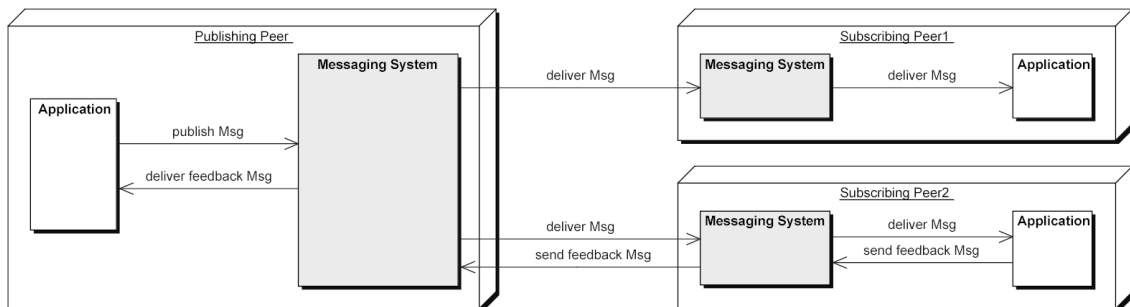 Publishing Peer
Messaging System
Application
publish Msg
deliver feedback Msg
deliver Msg
Subscribing Peer1
Messaging System
deliver Msg
Application
deliver Msg
send feedback Msg
Subscribing Peer2
Messaging System
deliver Msg
send feedback Msg
Application